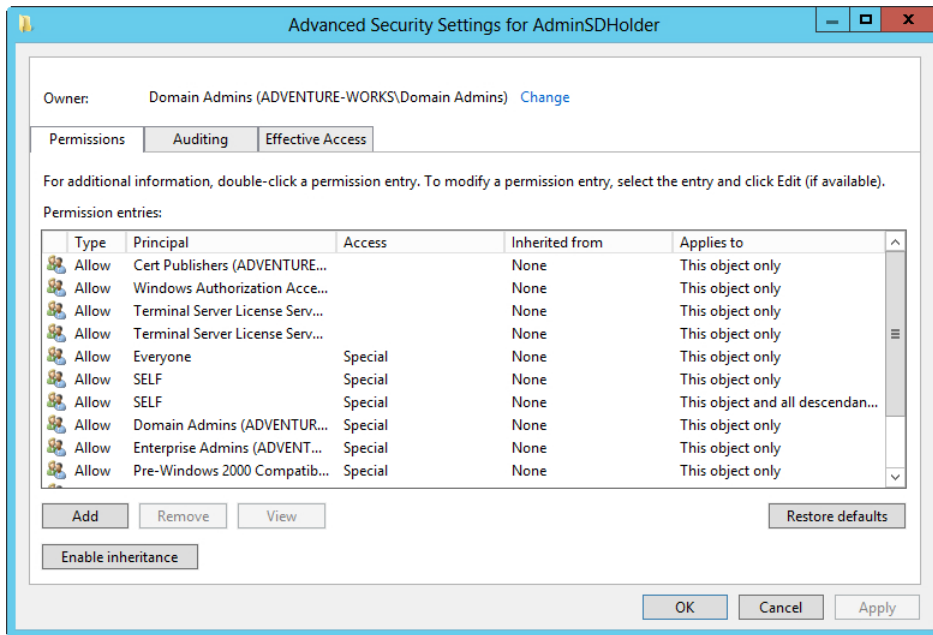 Advanced Security Settings for AdminSDHolder
Owner: Domain Admins (ADVENTURE-WORKS\Domain Admins) Change
Permissions Auditing Effective Access
For additional information, double-click a permission entry. To modify a permission entry, select the entry and click Edit (if available).
Permission entries:
Type Principal Access Inherited from Applies to
Allow Cert Publishers (ADVENTURE... None This object only
Allow Windows Authorization Acce... None This object only
Allow Terminal Server License Serv... None This object only
Allow Terminal Server License Serv... None This object only
Allow Everyone Special None This object only
Allow SELF Special None This object only
Allow SELF Special None This object and all descendan...
Allow Domain Admins (ADVENTUR... Special None This object only
Allow Enterprise Admins (ADVENT... Special None This object only
Allow Pre-Windows 2000 Compatib... Special None This object only
Add Remove View Restore defaults
Enable inheritance
OK Cancel Apply